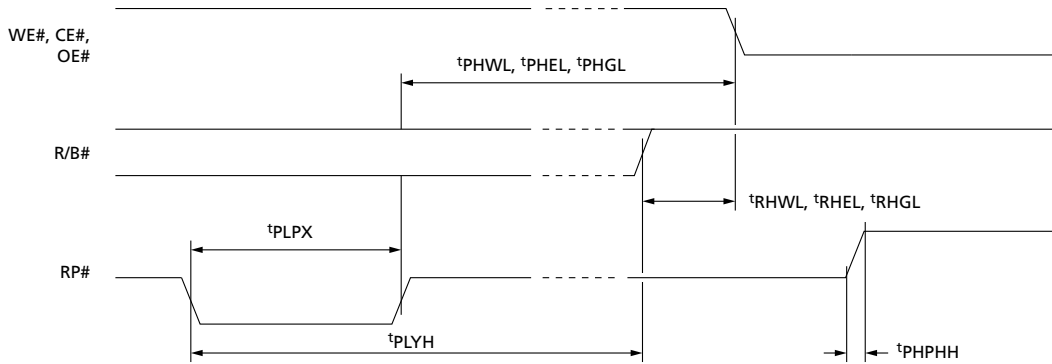 WE#, CE#,
OE#
tPHWL, tPHEL, tPHGL
R/B#
tRHWL, tRHEL, tRHGL
tPLPX
RP#
tPLYH
tPHPHH